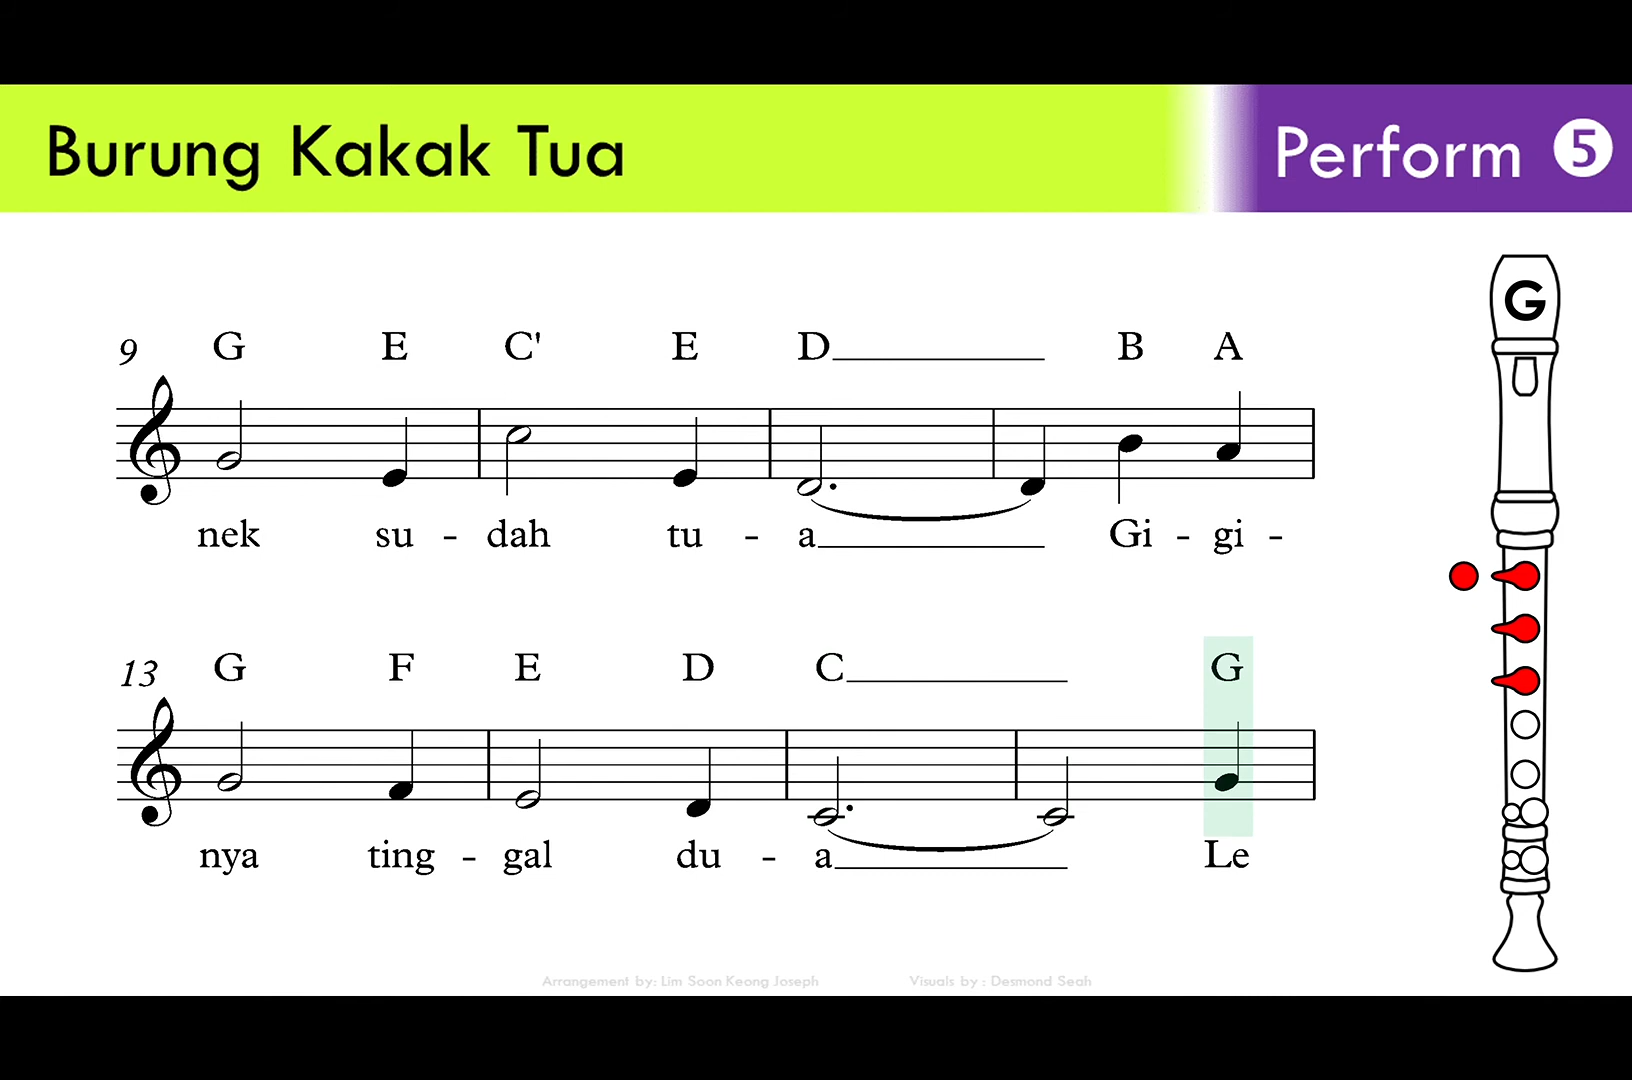 Burung Kakak Tua
Perform 5
G
9 G E C' E D B A
nek su - dah tu - a Gi - gi -
13 G F E D C G
nya ting - gal du - a Le
Arrangement by: Lim Soon Keong Joseph
Visuals by : Desmond Seah